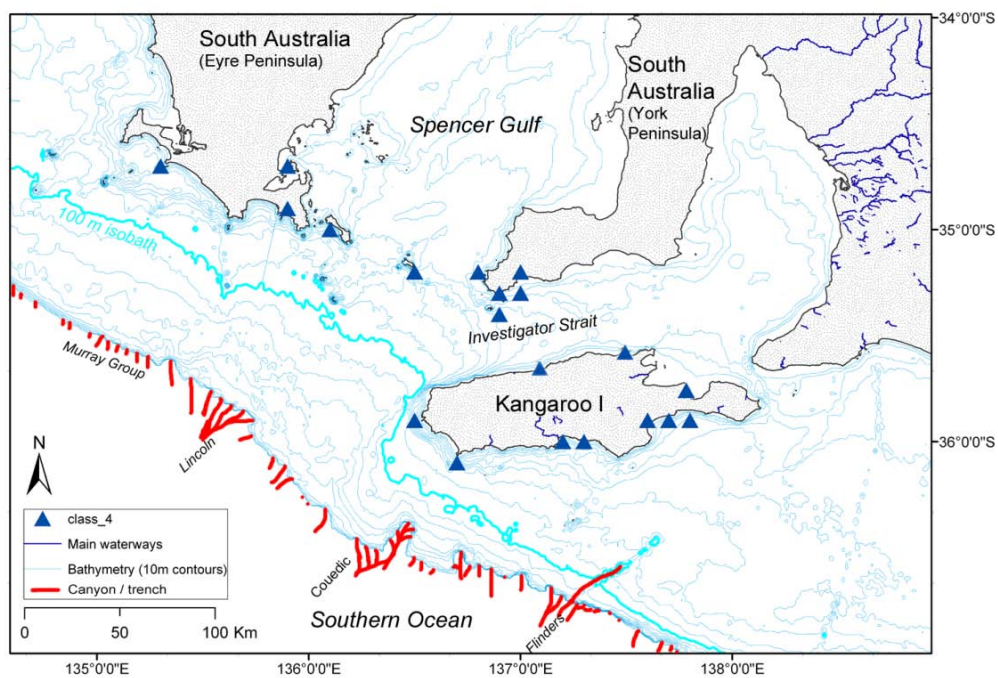 34°0'0"S
South Australia
(Eyre Peninsula)
South
Australia
(York
Peninsula)
Spencer Gulf
35°0'0"S
100 m isobath
Investigator Strait
Murray Group
Kangaroo I
36°0'0"S
Lincoln
N
class_4
Main waterways
Bathymetry (10m contours)
Canyon / trench
Couedic
Flinders
Southern Ocean
0 50 100 Km
135°0'0"E 136°0'0"E 137°0'0"E 138°0'0"E